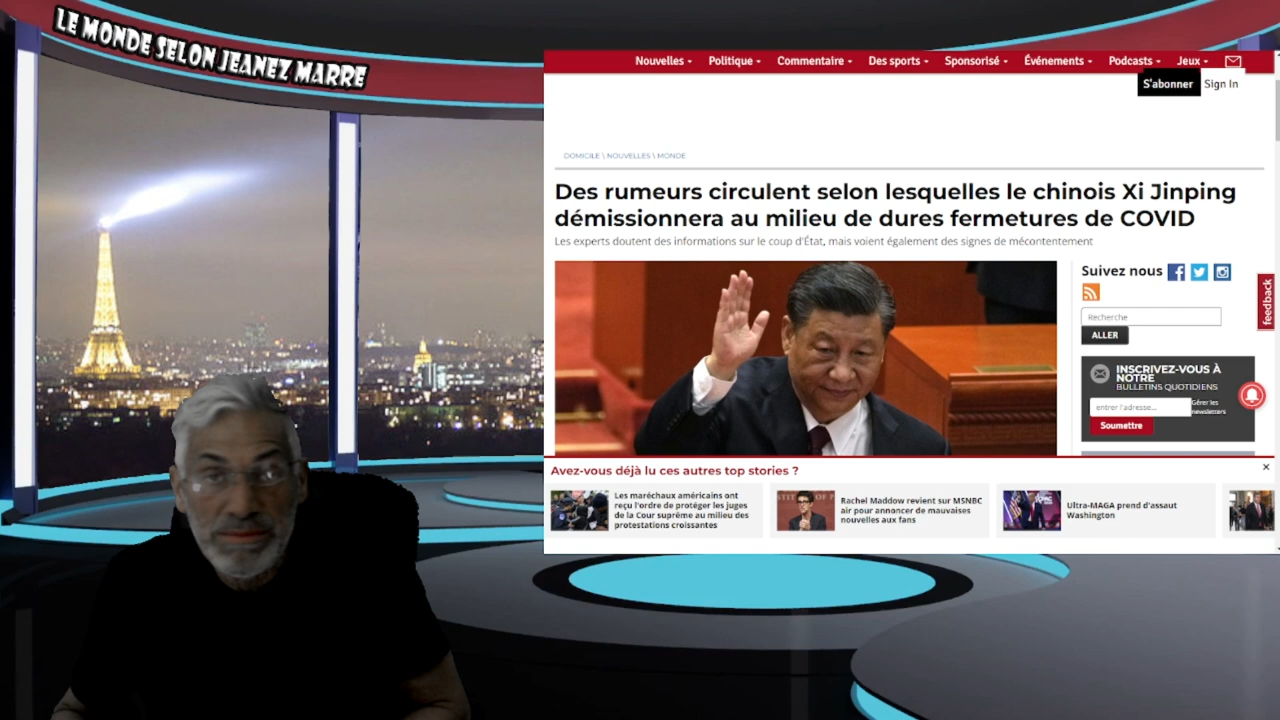 LE MONDE SELON JEANEZ MARRE
Nouvelles Politique Commentaire Des sports Sponsorisé Événements Podcasts Jeux
S'abonner Sign In
DOMICILE \ NOUVELLES \ MONDE
Des rumeurs circulent selon lesquelles le chinois Xi Jinping
démissionnera au milieu de dures fermetures de COVID
Les experts doutent des informations sur le coup d'État, mais voient également des signes de mécontentement
Suivez nous
Recherche
ALLER
feedback
INSCRIVEZ-VOUS À
NOTRE
BULLETINS QUOTIDIENS
entrer l'adresse...
Gérer les
newsletters
Soumettre
Avez-vous déjà lu ces autres top stories ?
Les maréchaux américains ont
reçu l'ordre de protéger les juges
de la Cour suprême au milieu des
protestations croissantes
Rachel Maddow revient sur MSNBC
air pour annoncer de mauvaises
nouvelles aux fans
Ultra-MAGA prend d'assaut
Washington